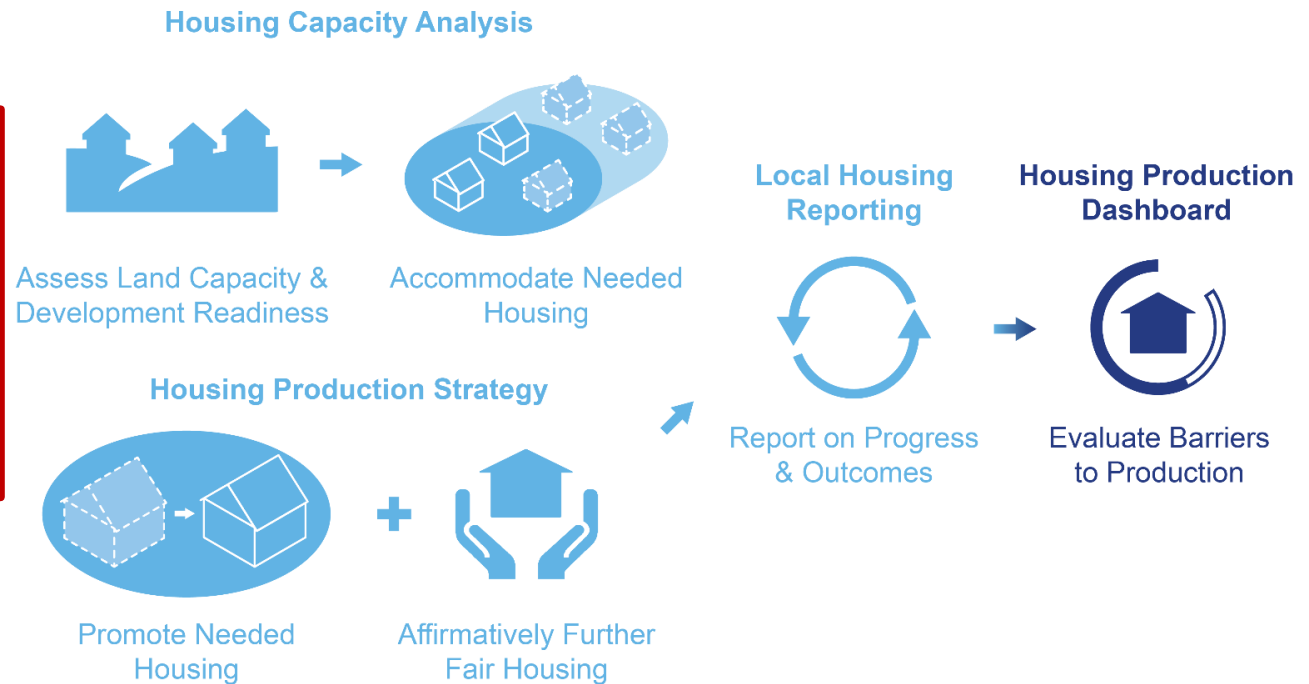 Housing Capacity Analysis
Assess Land Capacity &
Development Readiness
Accommodate Needed
Housing
Housing Production Strategy
Promote Needed
Housing
Affirmatively Further
Fair Housing
Local Housing
Reporting
Report on Progress
& Outcomes
Housing Production
Dashboard
Evaluate Barriers
to Production